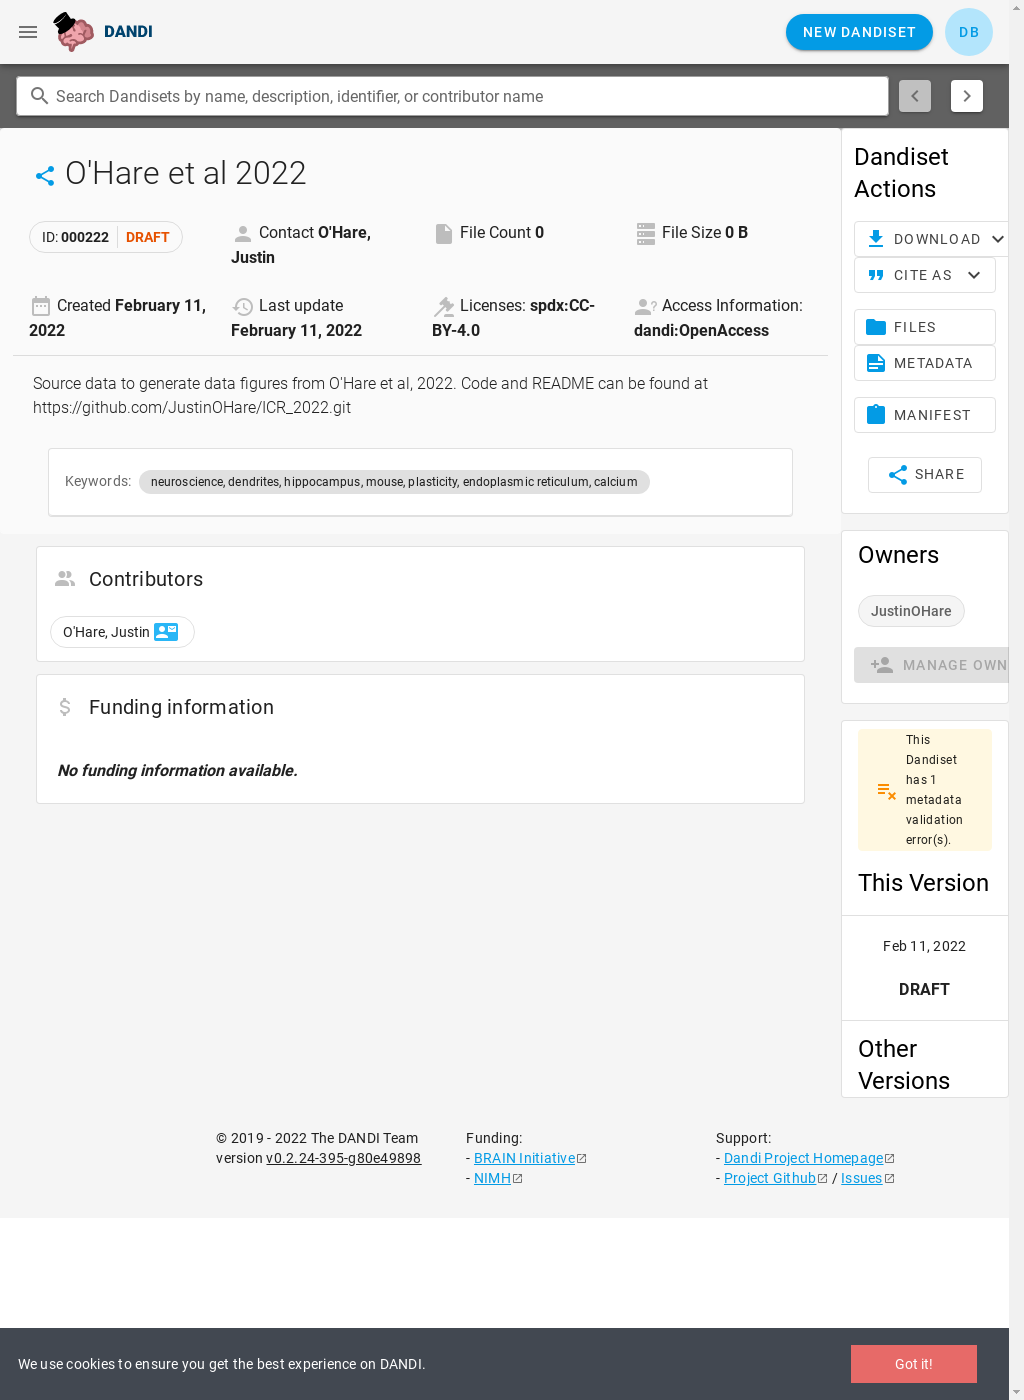 DANDI
NEW DANDISET
DB
Search Dandisets by name, description, identifier, or contributor name
O'Hare et al 2022
ID: 000222 DRAFT
Contact O'Hare,
Justin
File Count 0
File Size 0 B
Created February 11,
2022
Last update
February 11, 2022
Licenses: spdx:CC-
BY-4.0
Access Information:
dandi:OpenAccess
Source data to generate data figures from O'Hare et al, 2022. Code and README can be found at
https://github.com/JustinOHare/ICR_2022.git
Keywords: neuroscience, dendrites, hippocampus, mouse, plasticity, endoplasmic reticulum, calcium
Contributors
O'Hare, Justin
Funding information
No funding information available.
Dandiset
Actions
DOWNLOAD
CITE AS
FILES
METADATA
MANIFEST
SHARE
Owners
JustinOHare
MANAGE OWN
This
Dandiset
has 1
metadata
validation
error(s).
This Version
Feb 11, 2022
DRAFT
Other
Versions
© 2019 - 2022 The DANDI Team
version v0.2.24-395-g80e49898
Funding:
- BRAIN Initiative
- NIMH
Support:
- Dandi Project Homepage
- Project Github / Issues
We use cookies to ensure you get the best experience on DANDI.
Got it!